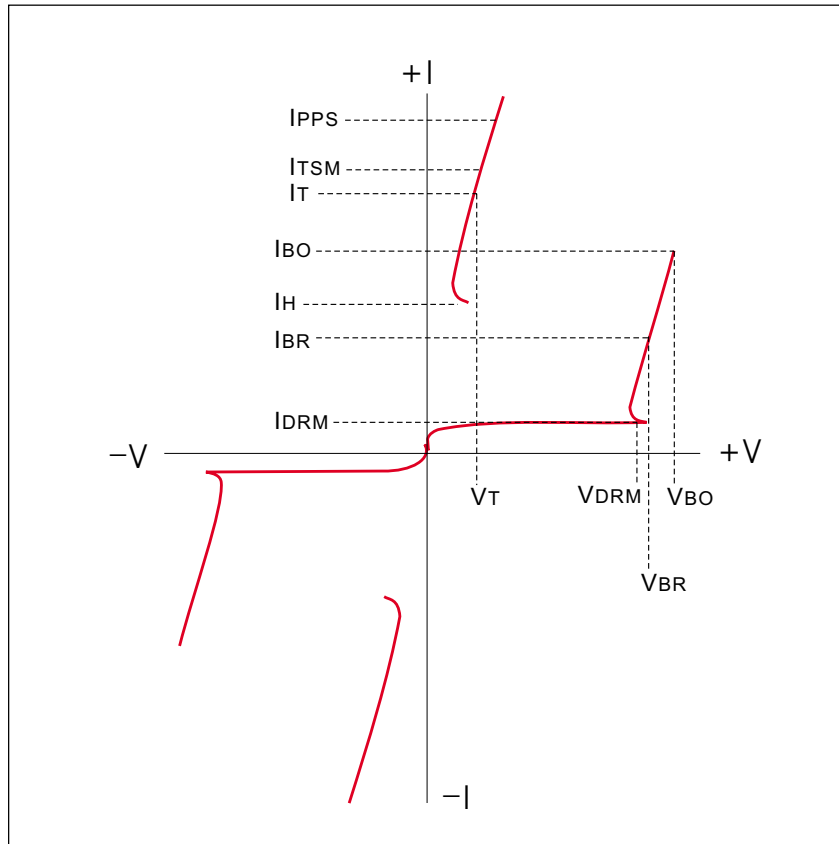 +I
IPPS
ITSM
IT
IBO
IH
IBR
IDRM
−V
+V
VT
VDRM
VBO
VBR
−I